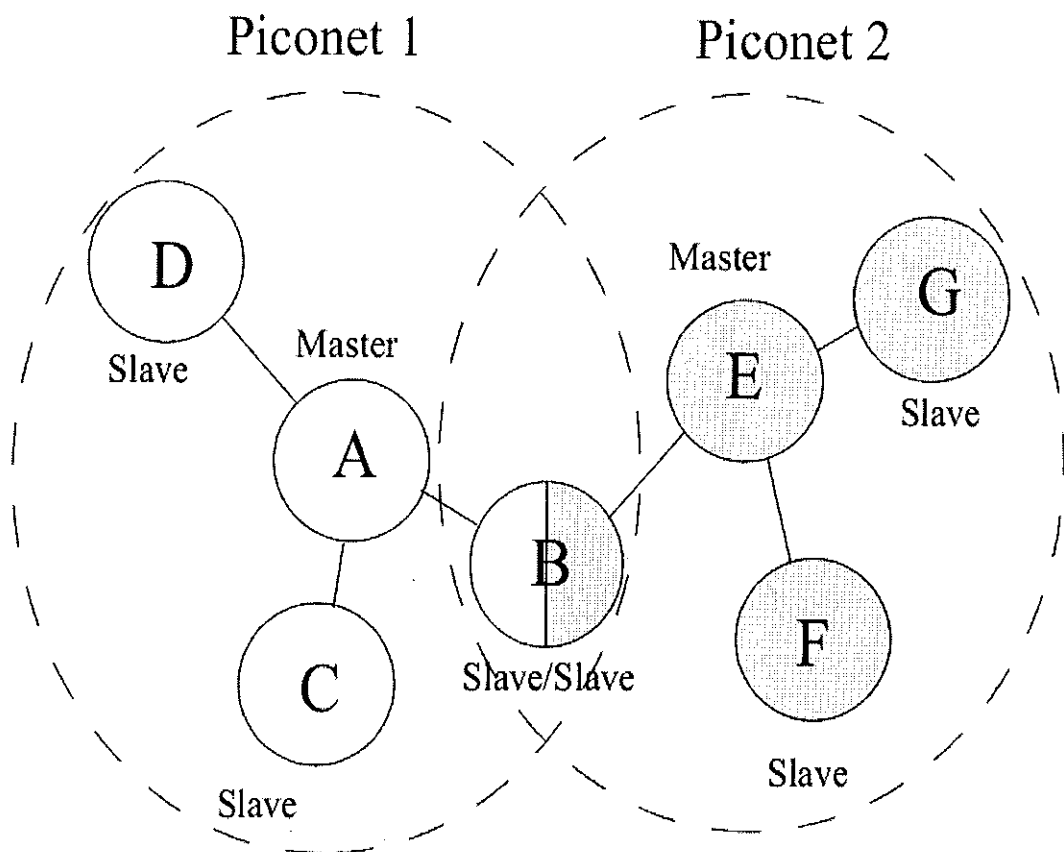 Piconet 1
Piconet 2
D
Slave
Master
A
C
Slave
B
Slave/Slave
Master
E
G
Slave
F
Slave